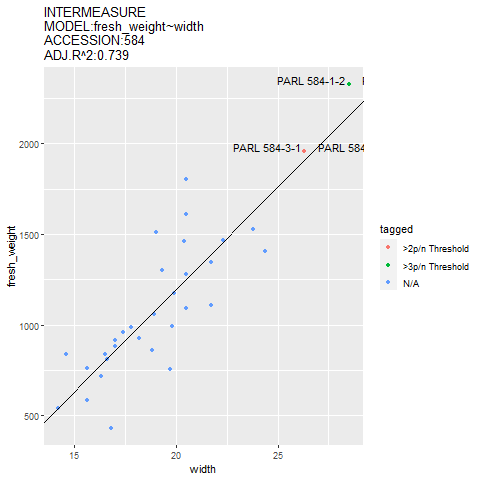 INTERMEASURE
MODEL:fresh_weight~width
ACCESSION:584
ADJ.R^2:0.739
PARL 584-1-2
PARL 584-3-1 PARL 584
2000
1500
1000
500
fresh_weight
15 20 25
width
tagged
>2p/n Threshold
>3p/n Threshold
N/A